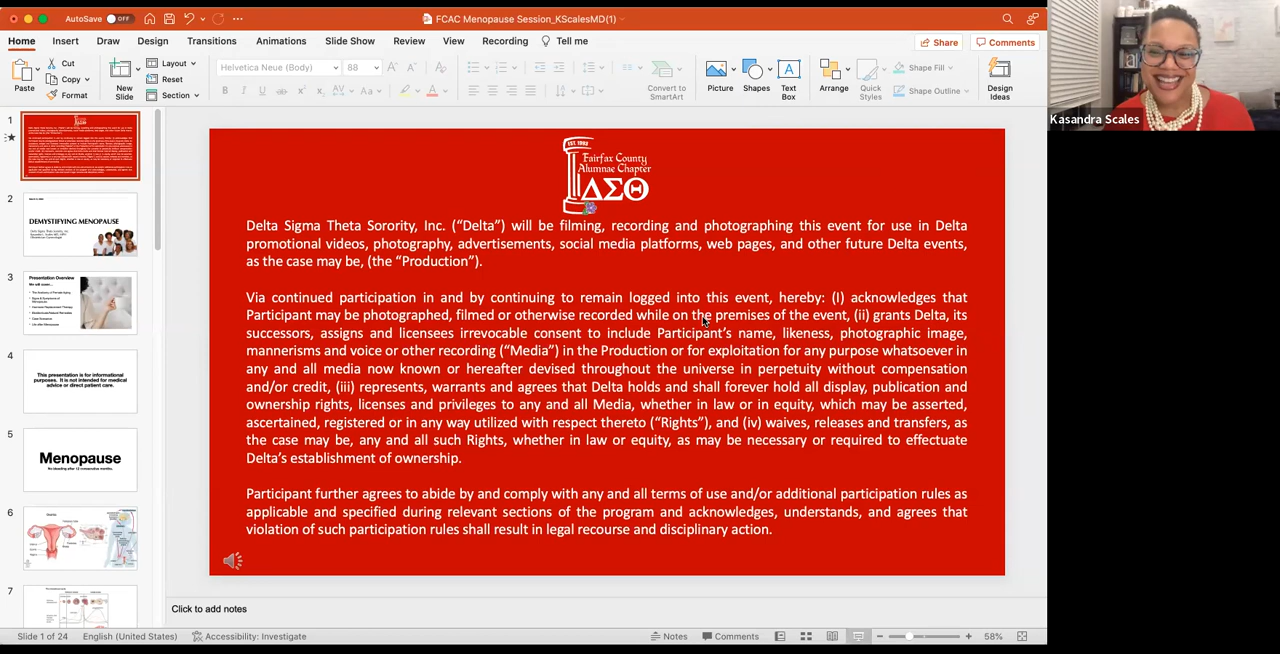 AutoSave OFF
FCAC Menopause Session_KScalesMD(1)
Home Insert Draw Design Transitions Animations Slide Show Review View Recording Tell me
Share Comments
Paste
Cut
Copy
Format
New Slide
Layout
Reset
Section
Helvetica Neue (Body) 88
Convert to SmartArt
Picture Shapes Text Box
Arrange Quick Styles
Shape Fill
Shape Outline
Design Ideas
Kasandra Scales
1
2
DEMYSTIFYING MENOPAUSE
3
Presentation Overview
4
This presentation is for informational
purposes. It is not intended for medical
advice or direct patient care.
5
Menopause
No bleeding after 12 consecutive months.
6
7
EST. 1993
Fairfax County
Alumnae Chapter
ΔΣΘ
Delta Sigma Theta Sorority, Inc. (“Delta”) will be filming, recording and photographing this event for use in Delta
promotional videos, photography, advertisements, social media platforms, web pages, and other future Delta events,
as the case may be, (the “Production”).
Via continued participation in and by continuing to remain logged into this event, hereby: (I) acknowledges that
Participant may be photographed, filmed or otherwise recorded while on the premises of the event, (ii) grants Delta, its
successors, assigns and licensees irrevocable consent to include Participant’s name, likeness, photographic image,
mannerisms and voice or other recording (“Media”) in the Production or for exploitation for any purpose whatsoever in
any and all media now known or hereafter devised throughout the universe in perpetuity without compensation
and/or credit, (iii) represents, warrants and agrees that Delta holds and shall forever hold all display, publication and
ownership rights, licenses and privileges to any and all Media, whether in law or in equity, which may be asserted,
ascertained, registered or in any way utilized with respect thereto (“Rights”), and (iv) waives, releases and transfers, as
the case may be, any and all such Rights, whether in law or equity, as may be necessary or required to effectuate
Delta’s establishment of ownership.
Participant further agrees to abide by and comply with any and all terms of use and/or additional participation rules as
applicable and specified during relevant sections of the program and acknowledges, understands, and agrees that
violation of such participation rules shall result in legal recourse and disciplinary action.
Click to add notes
Slide 1 of 24 English (United States) Accessibility: Investigate Notes Comments 58%